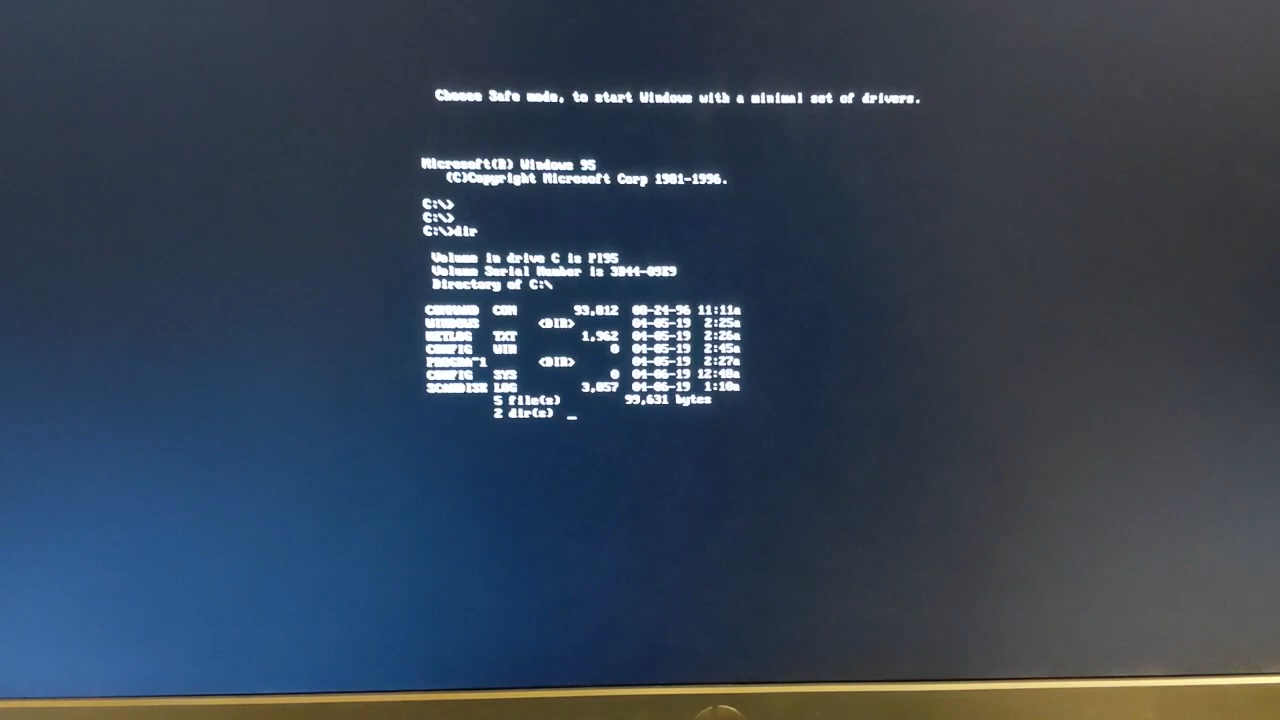 Choose Safe mode, to start Windows with a minimal set of drivers.
Microsoft(R) Windows 95
(C)Copyright Microsoft Corp 1981-1996.
C:\>
C:\>
C:\>dir
Volume in drive C is PI95
Volume Serial Number is
Directory of C:\
COMMAND COM 93,812 08-24-96 11:11a
WINDOWS <DIR> 04-05-19 2:25a
NETLOG TXT 1,962 04-05-19 2:26a
CONFIG WIN 0 04-05-19 2:45a
PROGRA~1 <DIR> 04-05-19 2:27a
CONFIG SYS 0 04-06-19 12:48a
SCANDISK LOG 3,857 04-06-19 1:18a
5 file(s) 99,631 bytes
2 dir(s) _